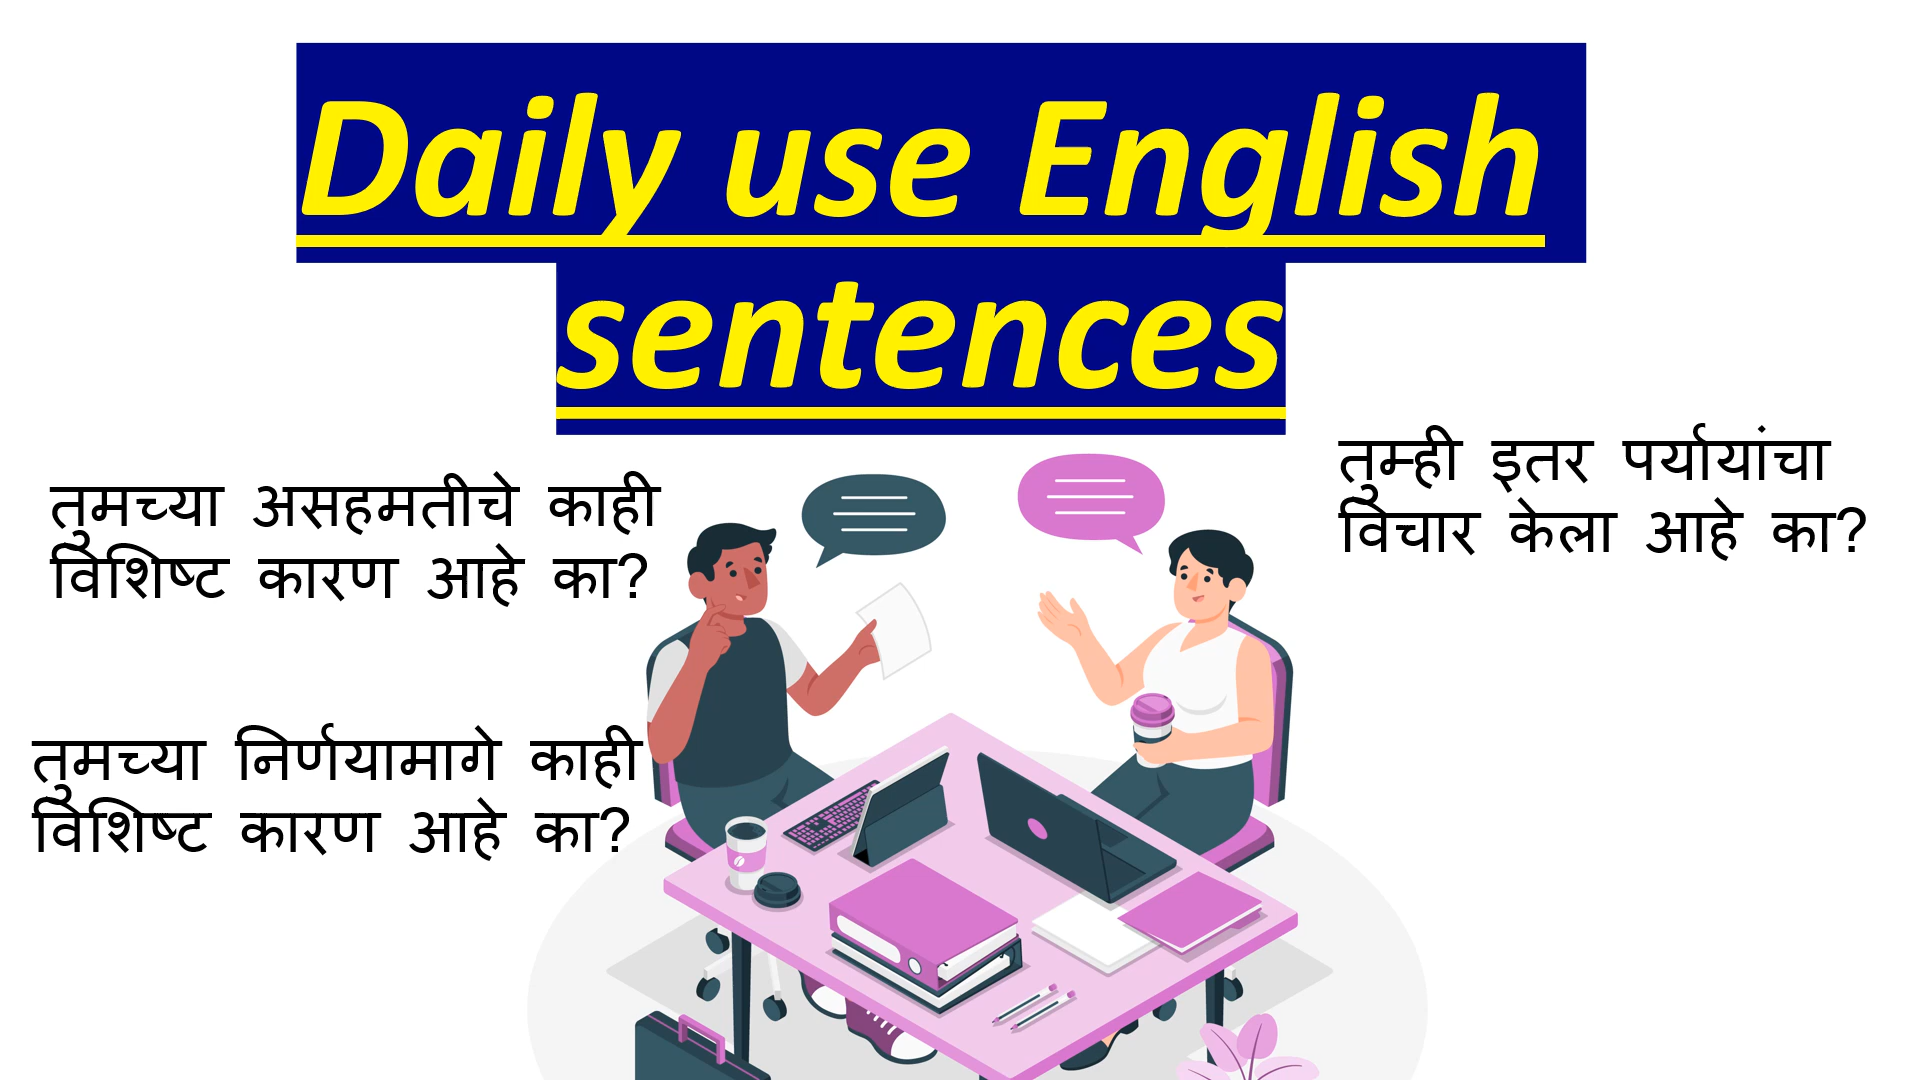 Daily use English
sentences
तुमच्या असहमतीचे काही
विशिष्ट कारण आहे का?
तुम्ही इतर पर्यायांचा
विचार केला आहे का?
तुमच्या निर्णयामागे काही
विशिष्ट कारण आहे का?